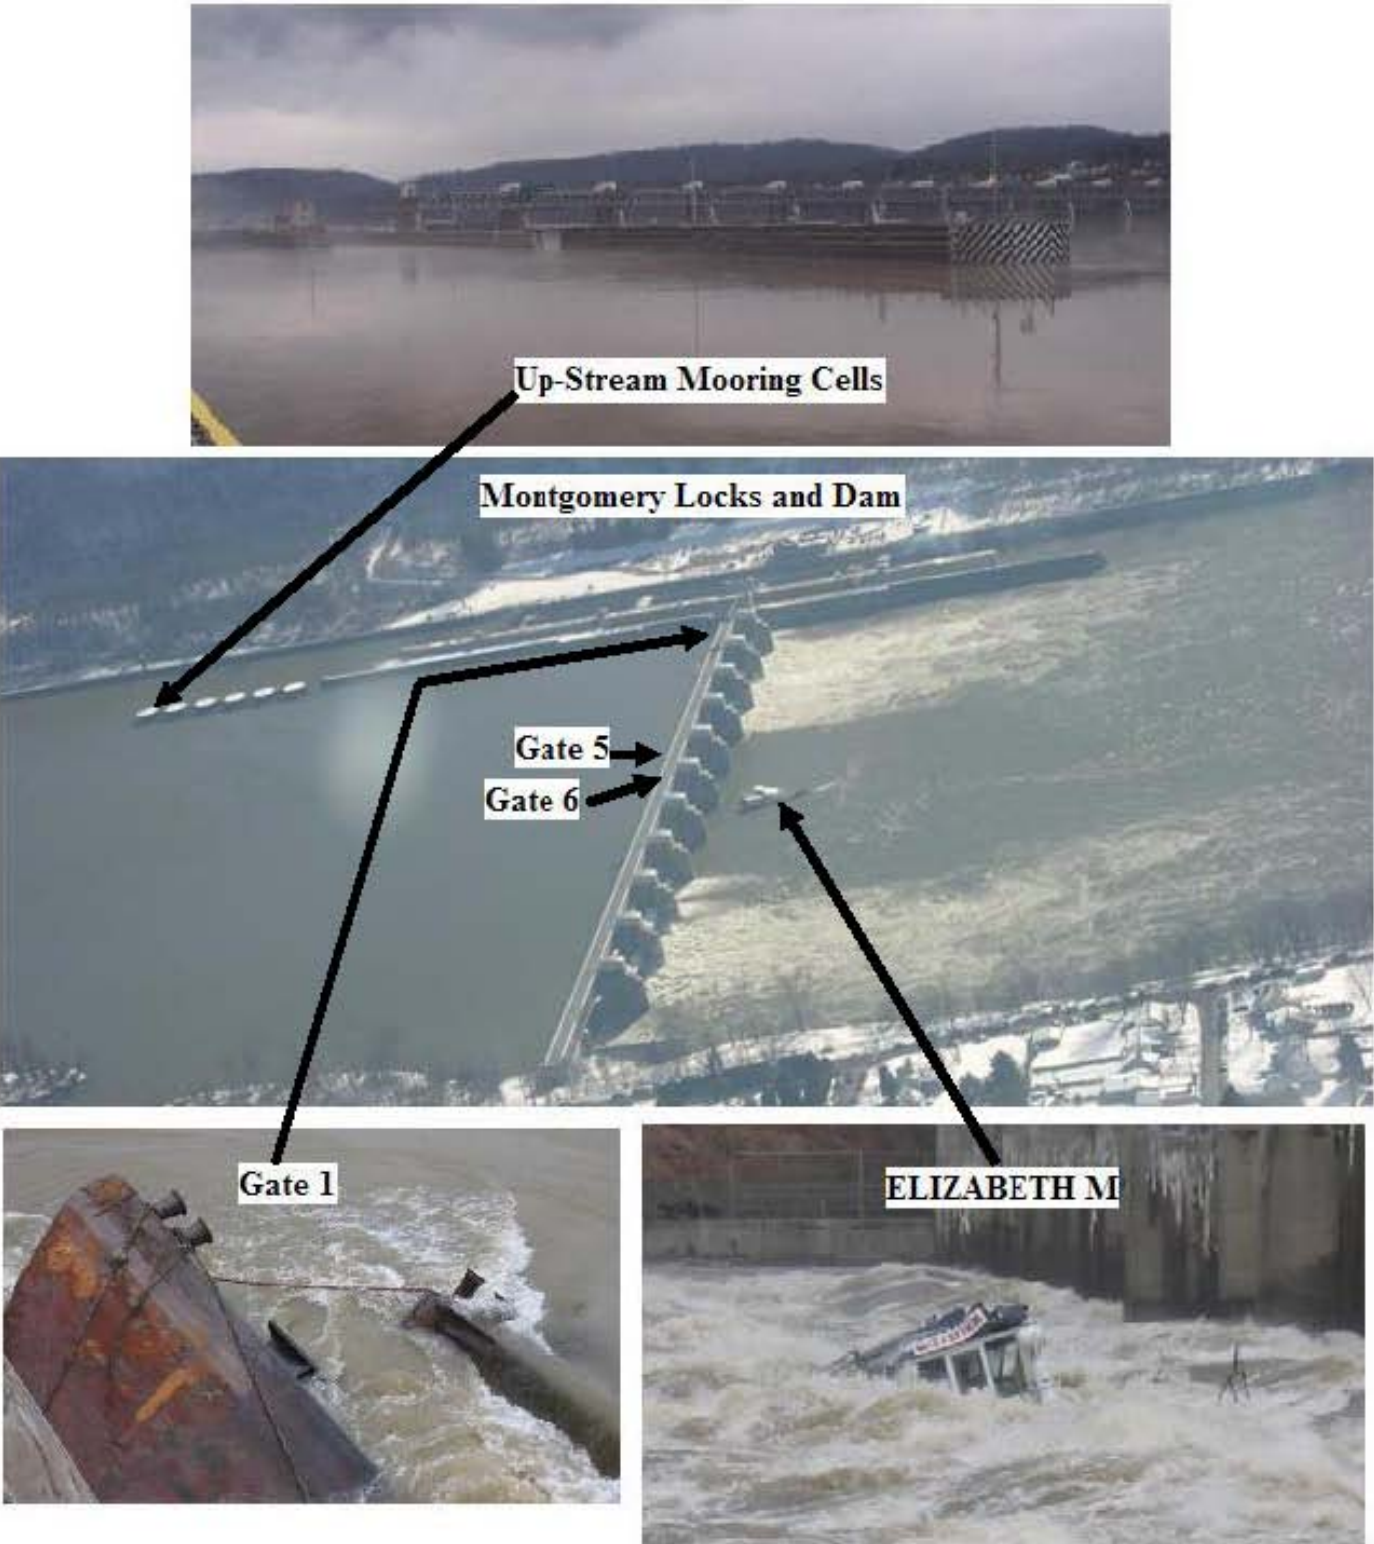 Up-Stream Mooring Cells
Montgomery Locks and Dam
Gate 5
Gate 6
Gate 1
ELIZABETH M